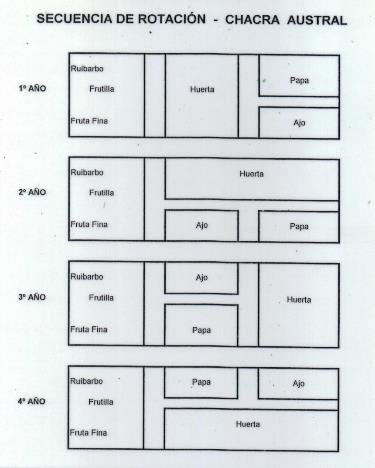 SECUENCIA DE ROTACIÓN - CHACRA AUSTRAL
1º AÑO
Ruibarbo
Frutilla
Fruta Fina
Huerta
Papa
Ajo
2º AÑO
Ruibarbo
Frutilla
Fruta Fina
Huerta
Ajo
Papa
3º AÑO
Ruibarbo
Frutilla
Fruta Fina
Ajo
Papa
Huerta
4º AÑO
Ruibarbo
Frutilla
Fruta Fina
Papa
Ajo
Huerta